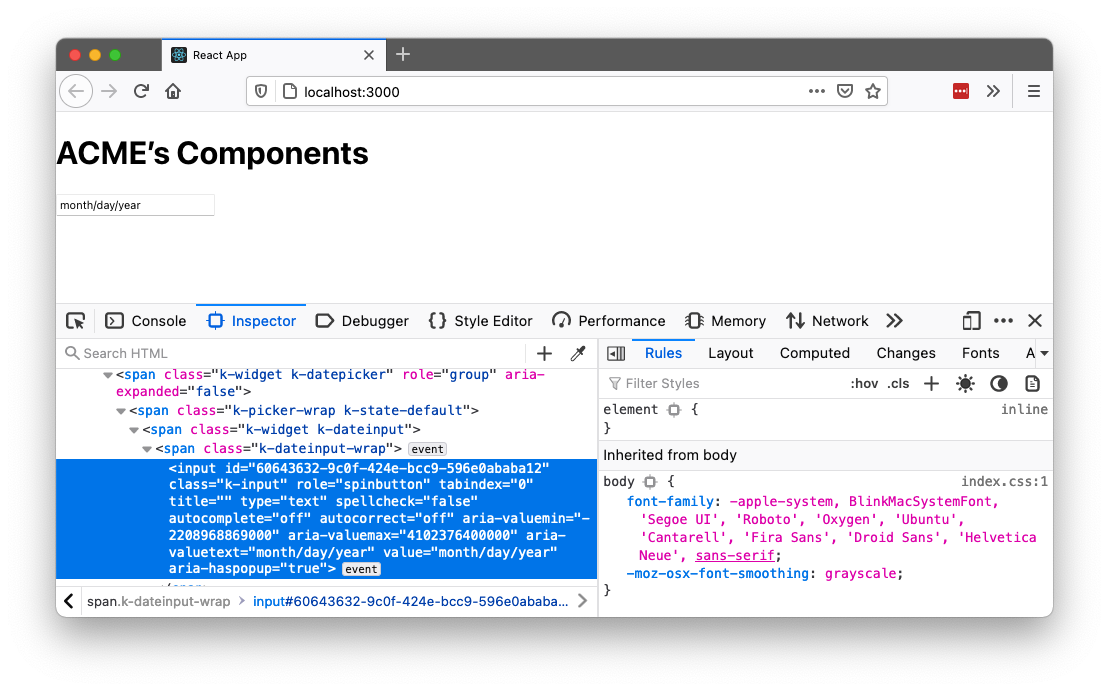 React App
localhost:3000
ACME’s Components
month/day/year
Console Inspector Debugger Style Editor Performance Memory Network
Search HTML
<span class="k-widget k-datepicker" role="group" aria-
expanded="false">
<span class="k-picker-wrap k-state-default">
<span class="k-widget k-dateinput">
<span class="k-dateinput-wrap> event
<input id="60643632-9c0f-424e-bcc9-596e0ababa12"
class="k-input" role="spinbutton" tabindex="0"
title="" type="text" spellcheck="false"
autocomplete="off" autocorrect="off" aria-valuemin="-
2208968869000" aria-valuemax="4102376400000" aria-
valuetext="month/day/year" value="month/day/year"
aria-haspopup="true"> event
span.k-dateinput-wrap input#60643632-9c0f-424e-bcc9-596e0ababa...
Rules Layout Computed Changes Fonts A
Filter Styles :hov .cls
element { inline
}
Inherited from body
body { index.css:1
font-family: -apple-system, BlinkMacSystemFont,
'Segoe UI', 'Roboto', 'Oxygen', 'Ubuntu',
'Cantarell', 'Fira Sans', 'Droid Sans', 'Helvetica
Neue', sans-serif;
-moz-osx-font-smoothing: grayscale;
}